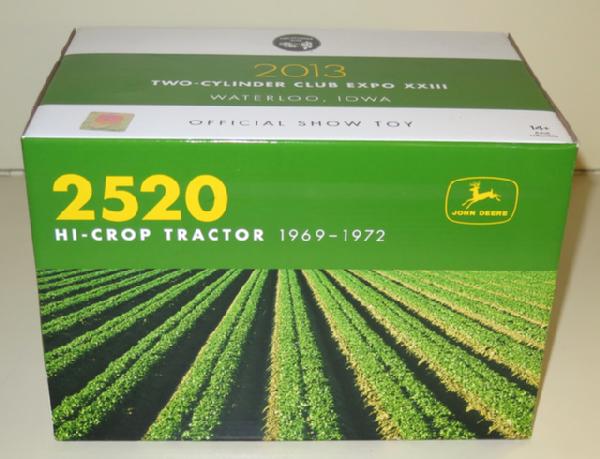 2013
TWO-CYLINDER CLUB EXPO XXIII
WATERLOO, IOWA
OFFICIAL SHOW TOY
14+
2520
HI-CROP TRACTOR 1969–1972
JOHN DEERE